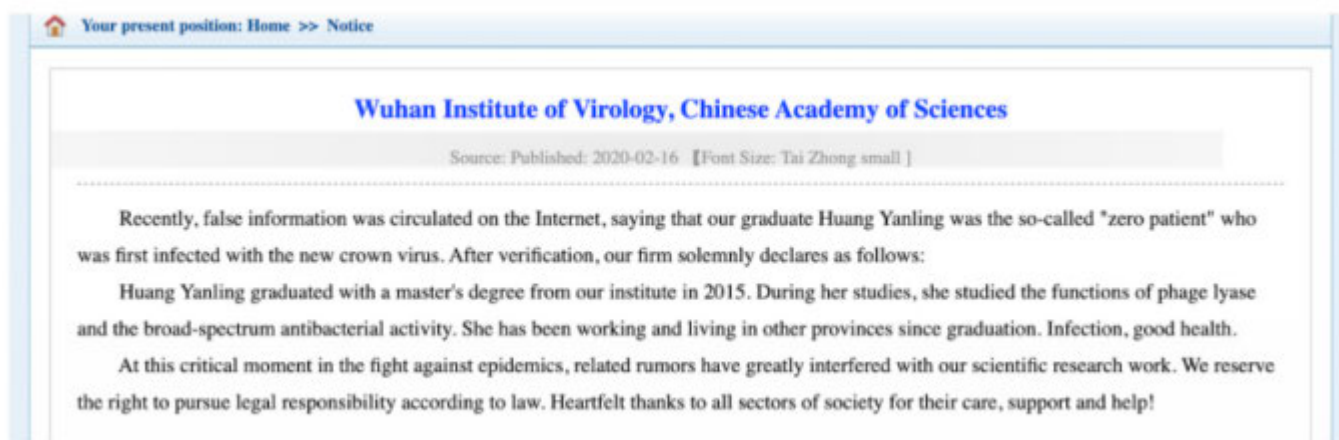 Your present position: Home >> Notice
Wuhan Institute of Virology, Chinese Academy of Sciences
Source: Published: 2020-02-16 【Font Size: Tai Zhong small ]
Recently, false information was circulated on the Internet, saying that our graduate Huang Yanling was the so-called "zero patient" who
was first infected with the new crown virus. After verification, our firm solemnly declares as follows:
Huang Yanling graduated with a master's degree from our institute in 2015. During her studies, she studied the functions of phage lyase
and the broad-spectrum antibacterial activity. She has been working and living in other provinces since graduation. Infection, good health.
At this critical moment in the fight against epidemics, related rumors have greatly interfered with our scientific research work. We reserve
the right to pursue legal responsibility according to law. Heartfelt thanks to all sectors of society for their care, support and help!